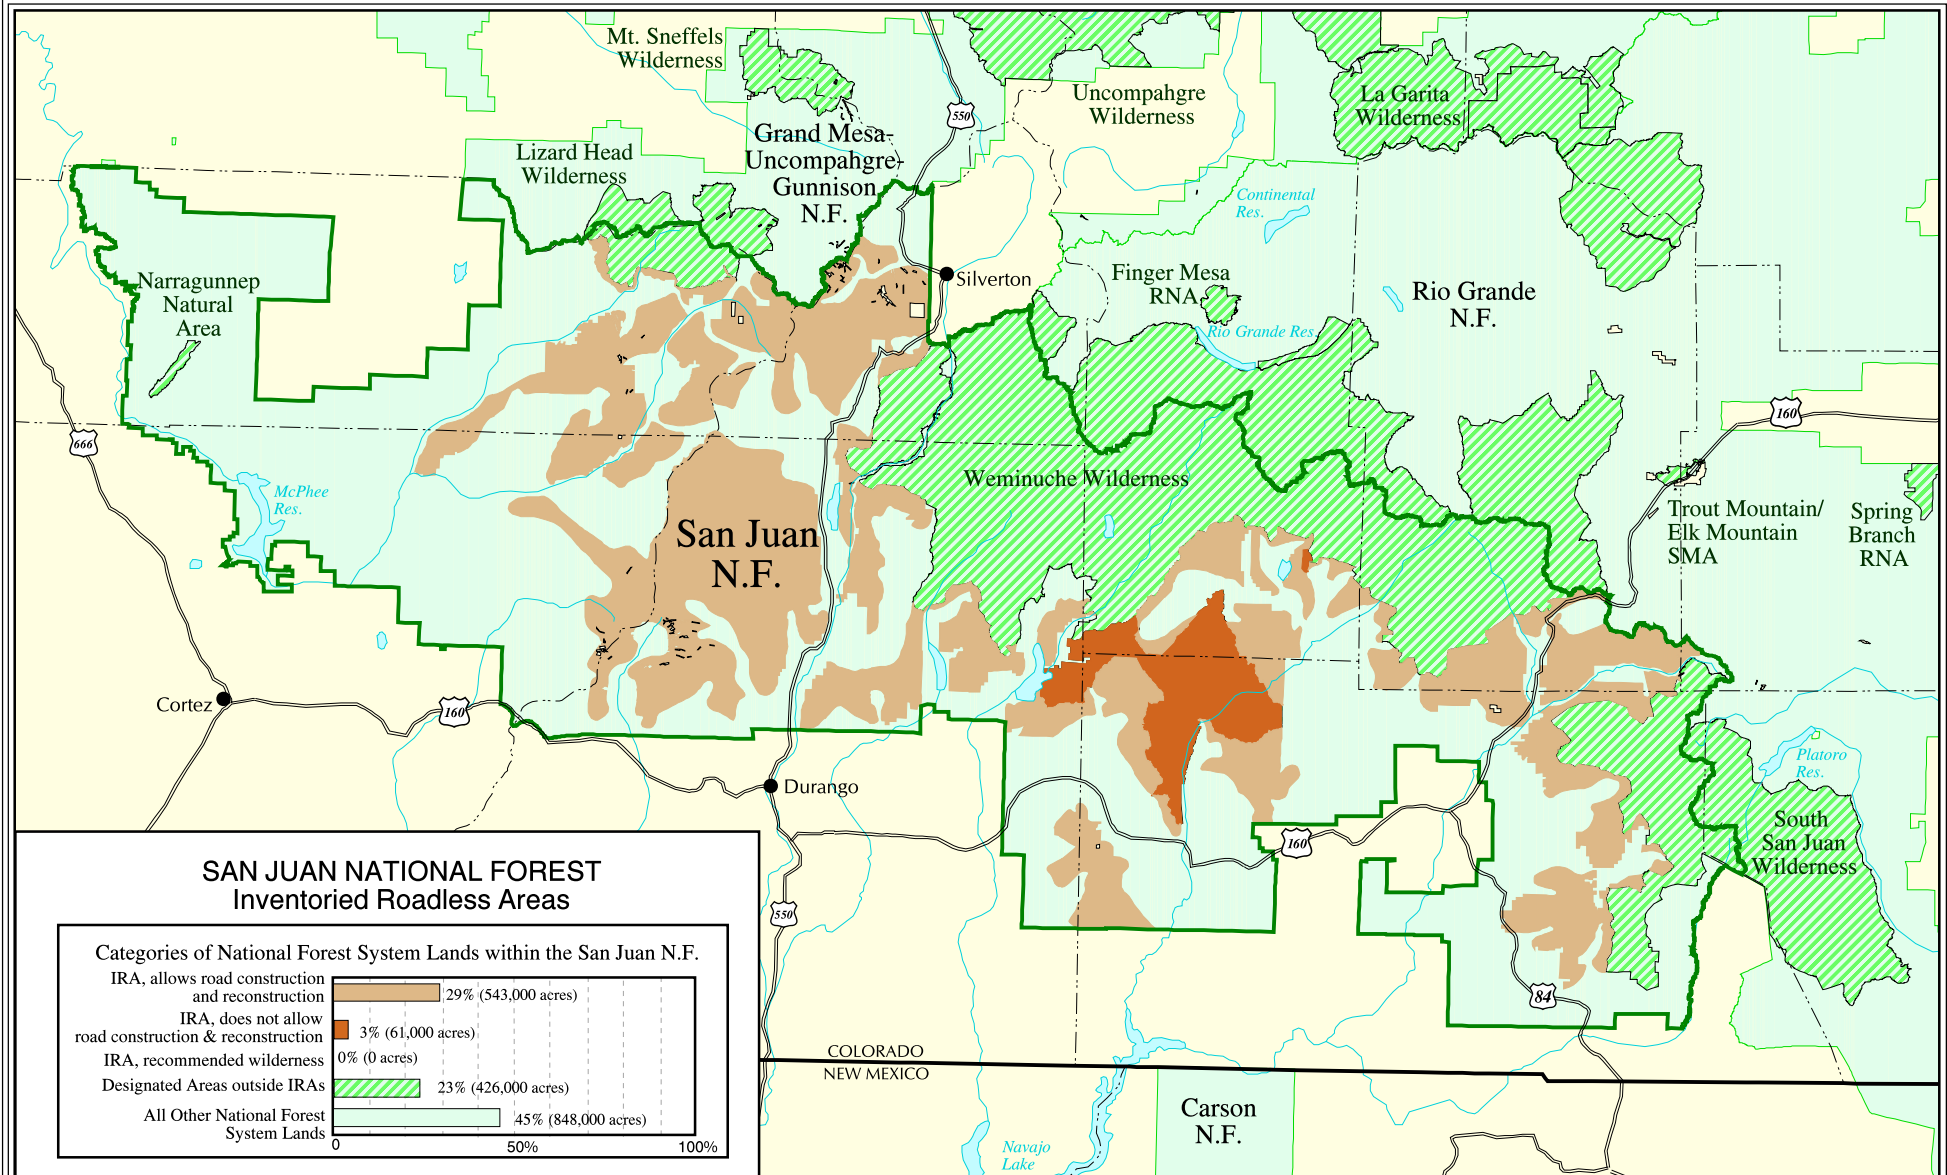 Mt. Sneffels
Wilderness
550
Uncompahgre
Wilderness
La Garita
Wilderness
Grand Mesa-
Uncompahgre-
Gunnison
N.F.
Lizard Head
Wilderness
Continental
Res.
Narragunnep
Natural
Area
Silverton
Finger Mesa
RNA
Rio Grande
N.F.
Rio Grande Res.
666
160
Weminuche Wilderness
McPhee
Res.
San Juan
N.F.
Trout Mountain/
Elk Mountain
SMA
Spring
Branch
RNA
Cortez
160
Durango
Platoro
Res.
South
San Juan
Wilderness
160
550
84
COLORADO
NEW MEXICO
Carson
N.F.
Navajo
Lake
SAN JUAN NATIONAL FOREST
Inventoried Roadless Areas
Categories of National Forest System Lands within the San Juan N.F.
IRA, allows road construction
and reconstruction
29% (543,000 acres)
IRA, does not allow
road construction & reconstruction
3% (61,000 acres)
IRA, recommended wilderness
0% (0 acres)
Designated Areas outside IRAs
23% (426,000 acres)
All Other National Forest
System Lands
45% (848,000 acres)
0 50% 100%